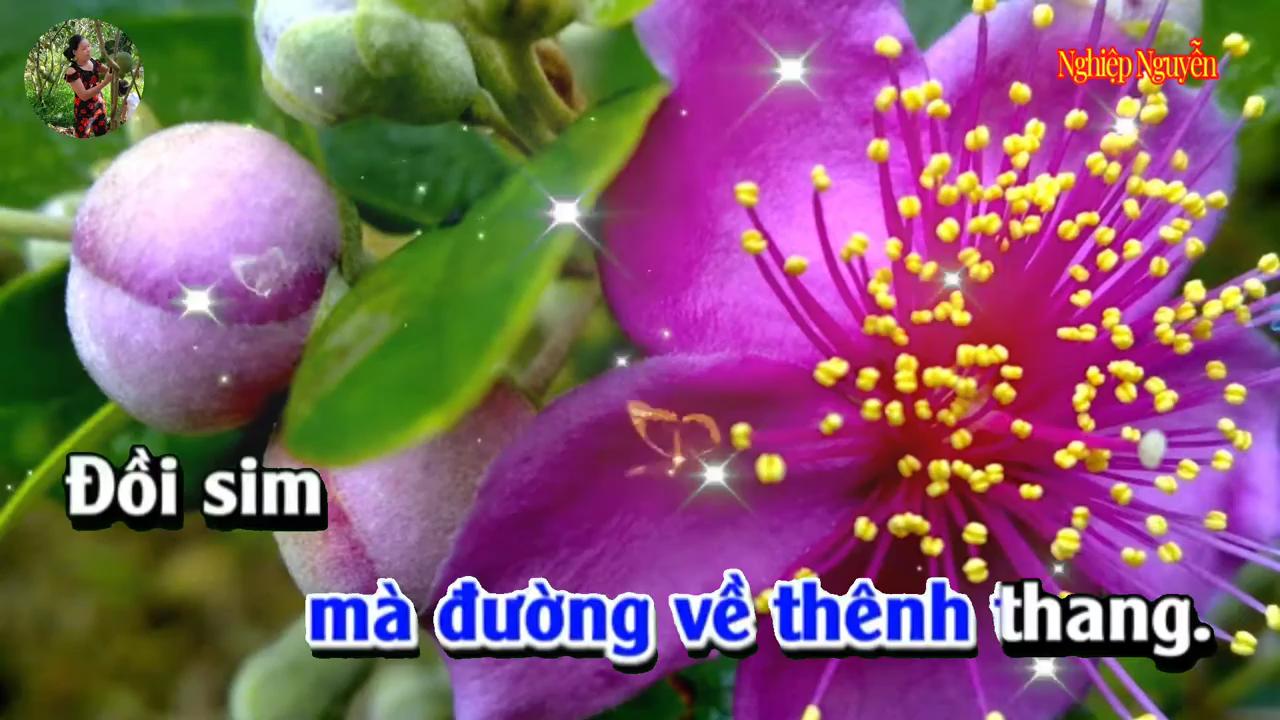 Nghiệp Nguyễn
Đồi sim
mà đường về thênh thang.